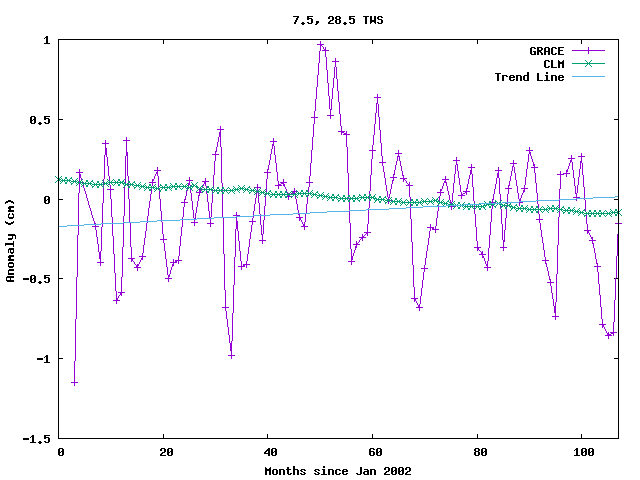 7.5, 28.5 TWS
GRACE
CLM
Trend Line
1
0.5
0
-0.5
-1
-1.5
Anomaly (cm)
0 20 40 60 80 100
Months since Jan 2002